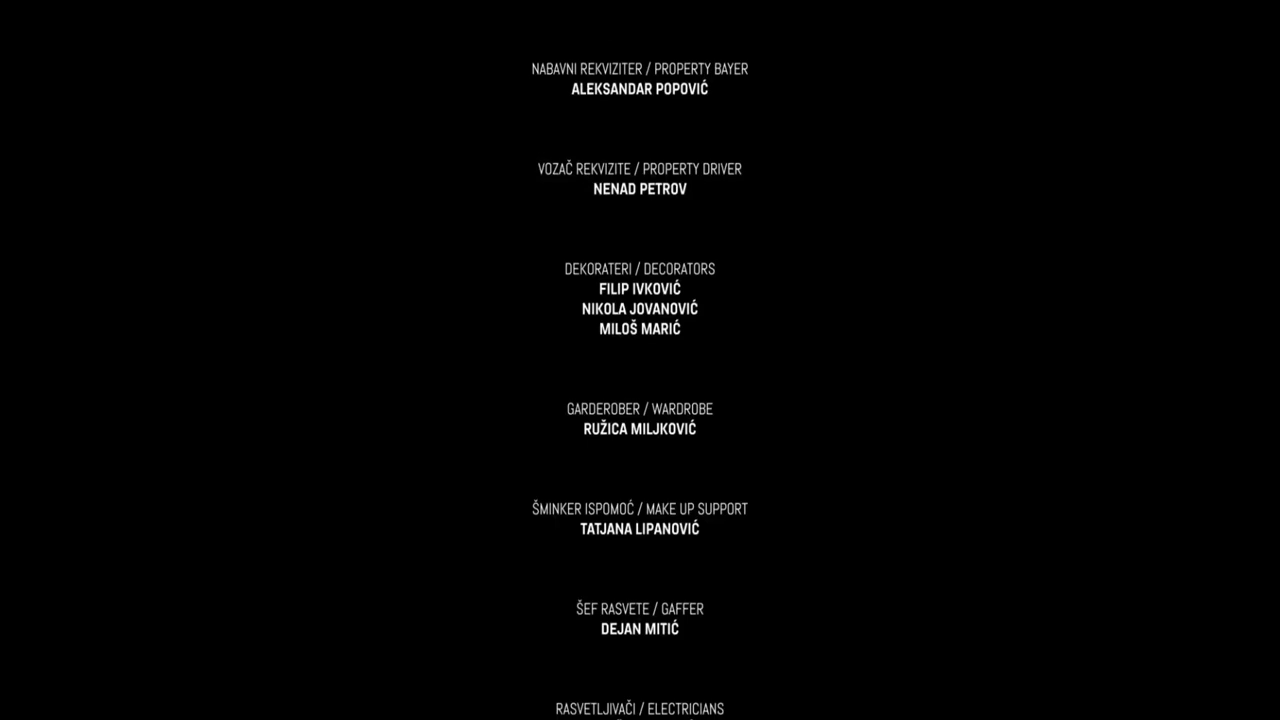 NABAVNI REKVIZITER / PROPERTY BAYER
ALEKSANDAR POPOVIĆ
VOZAČ REKVIZITE / PROPERTY DRIVER
NENAD PETROV
DEKORATERI / DECORATORS
FILIP IVKOVIĆ
NIKOLA JOVANOVIĆ
MILOŠ MARIĆ
GARDEROBER / WARDROBE
RUŽICA MILJKOVIĆ
ŠMINKER ISPOMOĆ / MAKE UP SUPPORT
TATJANA LIPANOVIĆ
ŠEF RASVETE / GAFFER
DEJAN MITIĆ
RASVETLJIVAČI / ELECTRICIANS